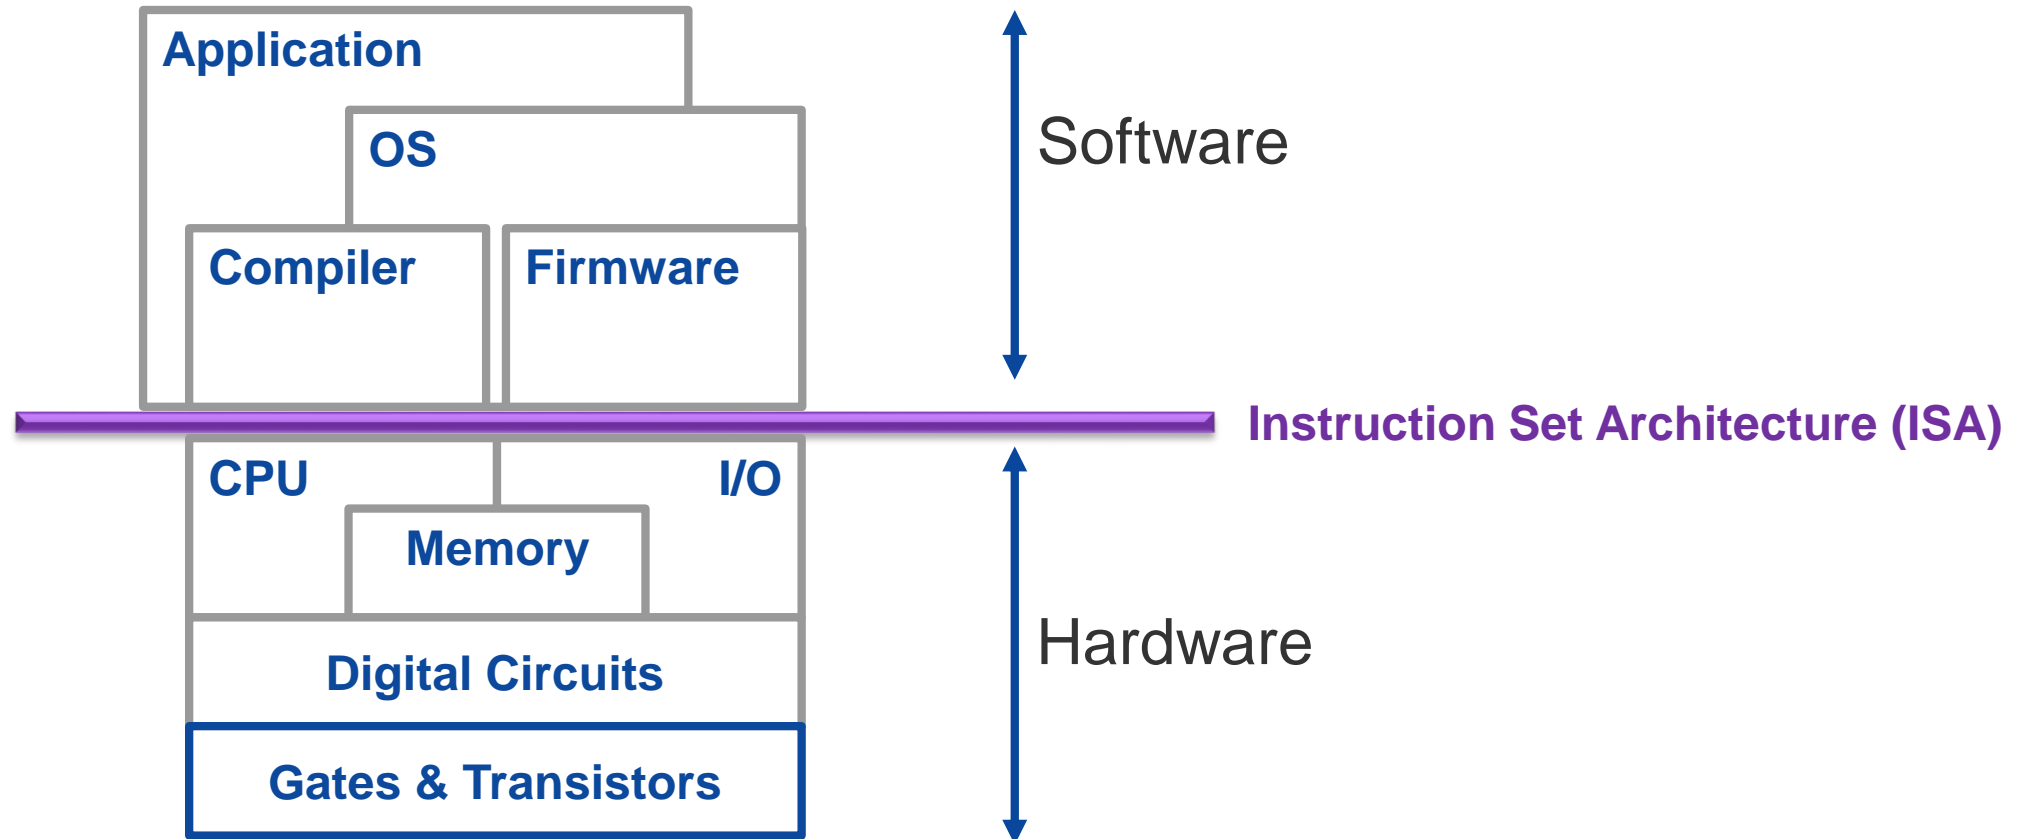 Application
OS
Software
Compiler
Firmware
Instruction Set Architecture (ISA)
CPU
I/O
Memory
Hardware
Digital Circuits
Gates & Transistors